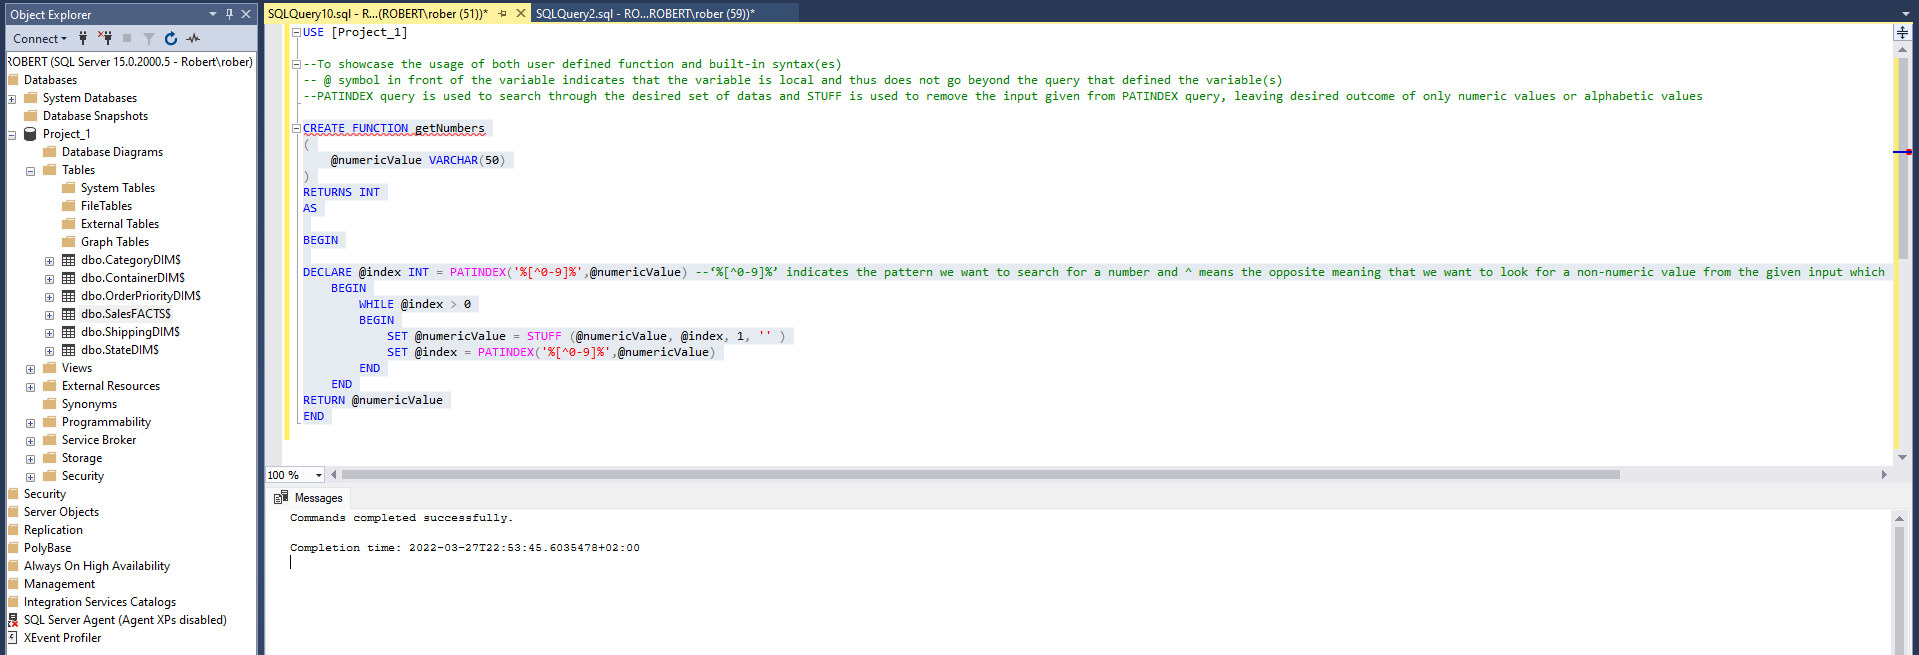 Object Explorer
Connect
ROBERT (SQL Server 15.0.2000.5 - Robert\rober)
Databases
System Databases
Database Snapshots
Project_1
Database Diagrams
Tables
System Tables
FileTables
External Tables
Graph Tables
dbo.CategoryDIM$
dbo.ContainerDIM$
dbo.OrderPriorityDIM$
dbo.SalesFACTS$
dbo.ShippingDIM$
dbo.StateDIM$
Views
External Resources
Synonyms
Programmability
Service Broker
Storage
Security
Security
Server Objects
Replication
PolyBase
Always On High Availability
Management
Integration Services Catalogs
SQL Server Agent (Agent XPs disabled)
XEvent Profiler
SQLQuery10.sql - R...(ROBERT\rober (51))*
SQLQuery2.sql - RO...ROBERT\rober (59))*
USE [Project_1]
--To showcase the usage of both user defined function and built-in syntax(es)
-- @ symbol in front of the variable indicates that the variable is local and thus does not go beyond the query that defined the variable(s)
--PATINDEX query is used to search through the desired set of datas and STUFF is used to remove the input given from PATINDEX query, leaving desired outcome of only numeric values or alphabetic values
CREATE FUNCTION getNumbers
(
@numericValue VARCHAR(50)
)
RETURNS INT
AS
BEGIN
DECLARE @index INT = PATINDEX('%[^0-9]%',@numericValue) --‘%[^0-9]%’ indicates the pattern we want to search for a number and ^ means the opposite meaning that we want to look for a non-numeric value from the given input which
BEGIN
WHILE @index > 0
BEGIN
SET @numericValue = STUFF (@numericValue, @index, 1, '' )
SET @index = PATINDEX('%[^0-9]%',@numericValue)
END
END
RETURN @numericValue
END
100 %
Messages
Commands completed successfully.
Completion time: 2022-03-27T22:53:45.6035478+02:00